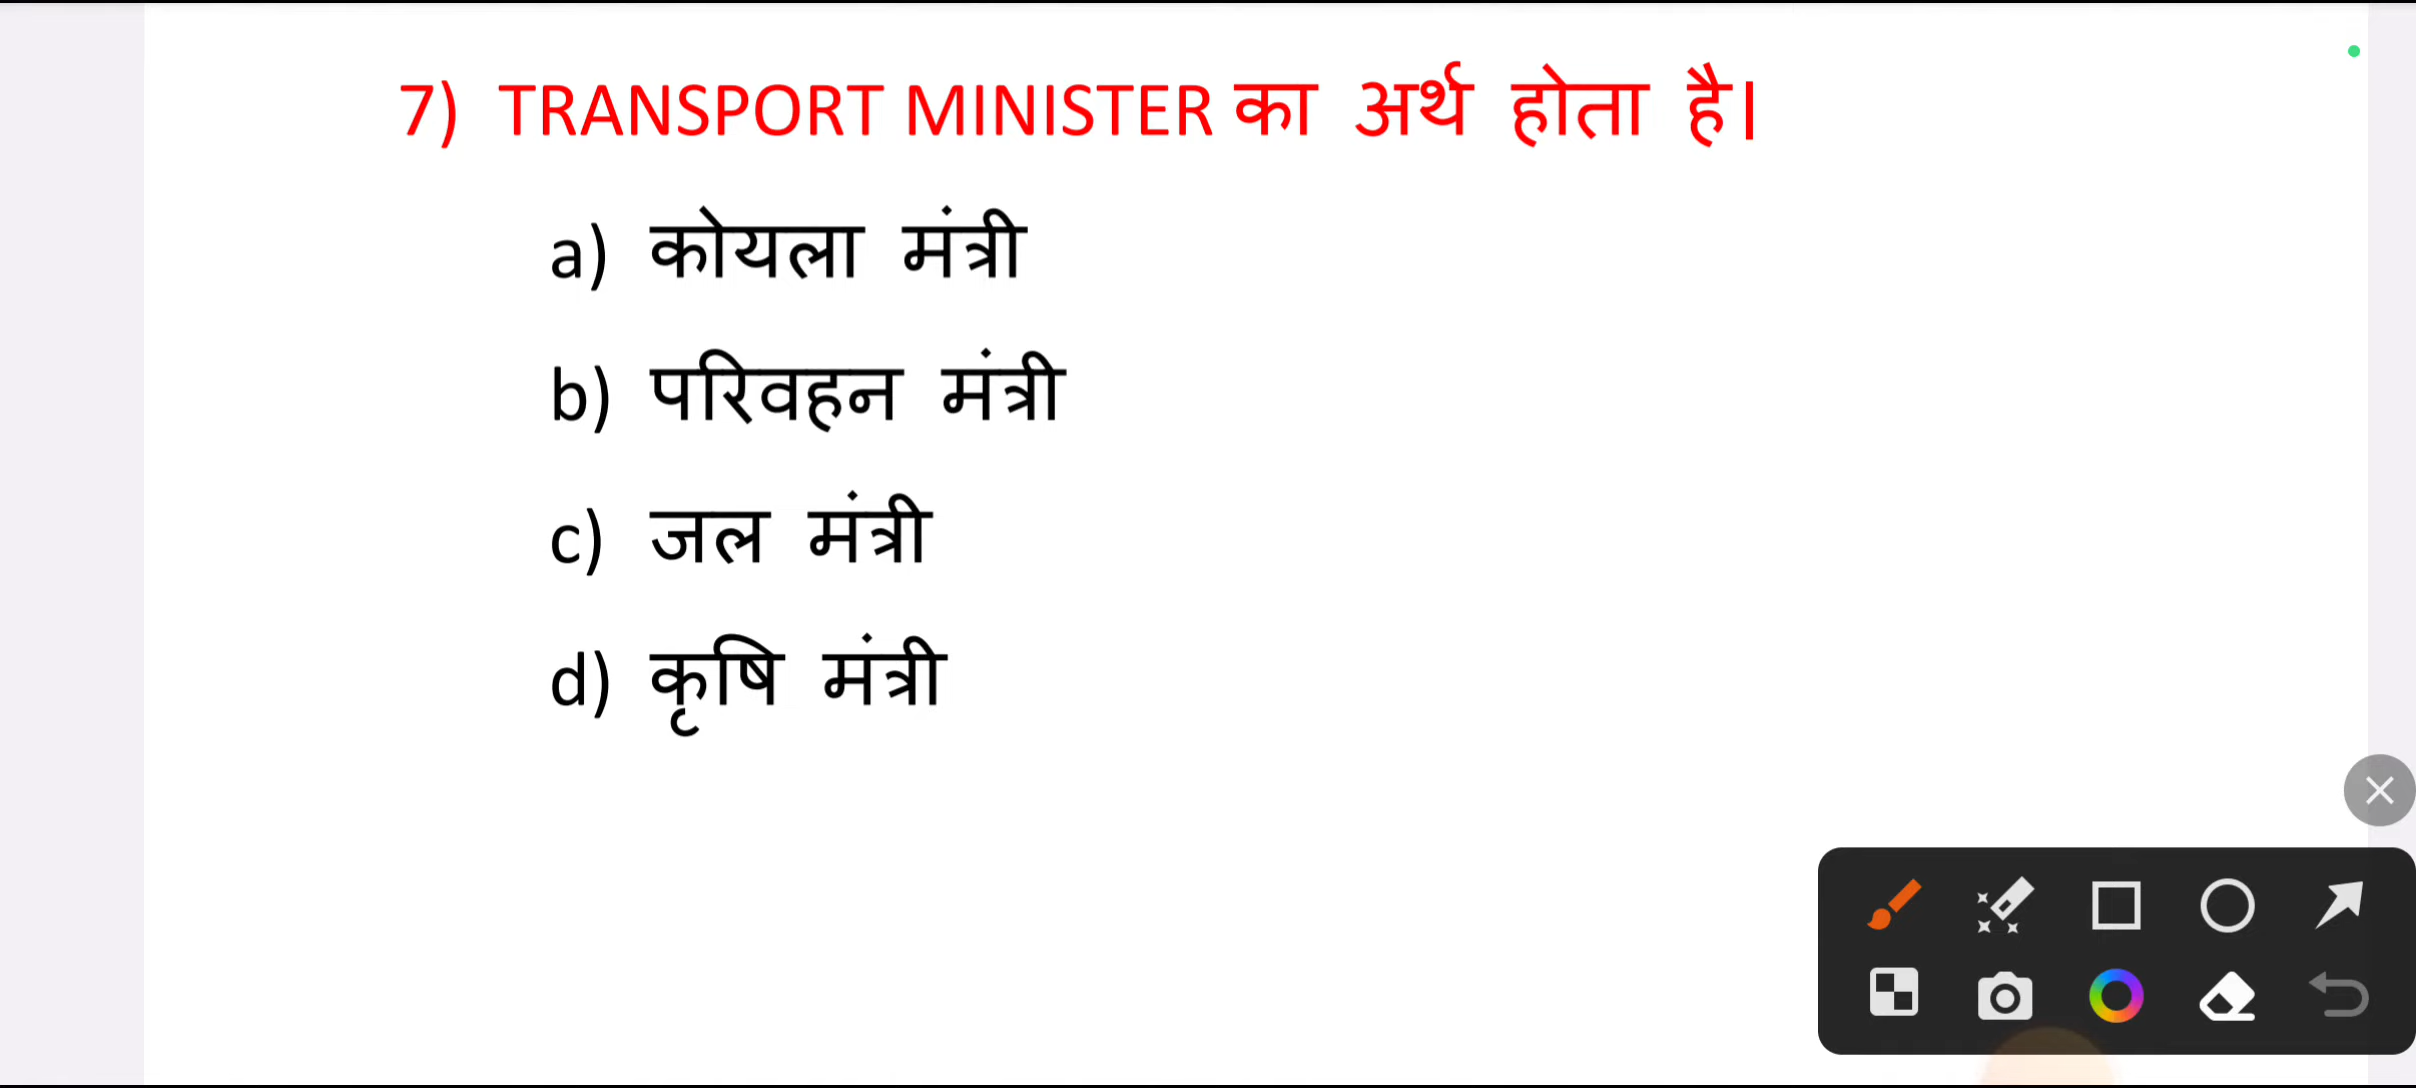 7) TRANSPORT MINISTER का अर्थ होता है।
a) कोयला मंत्री
b) परिवहन मंत्री
c) जल मंत्री
d) कृषि मंत्री